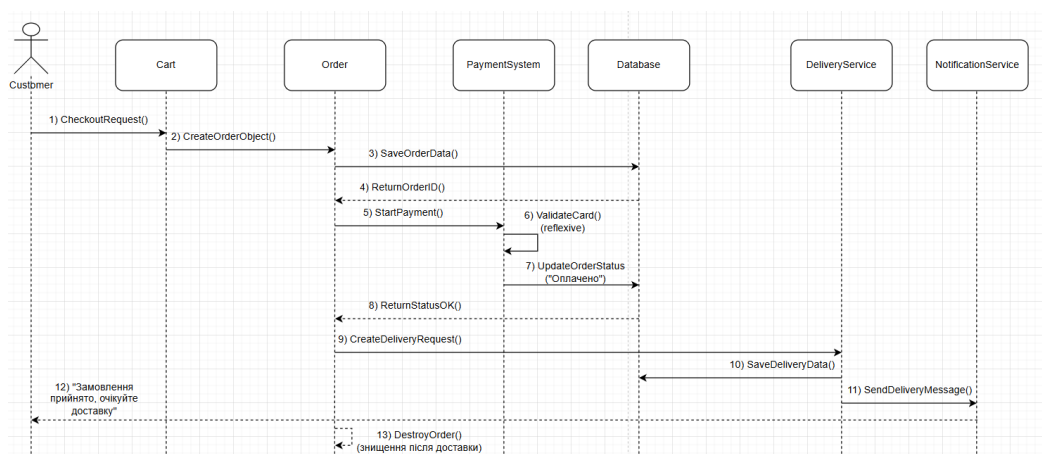 Customer
Cart
Order
PaymentSystem
Database
DeliveryService
NotificationService
1) CheckoutRequest()
2) CreateOrderObject()
3) SaveOrderData()
4) ReturnOrderID()
5) StartPayment()
6) ValidateCard()
(reflexive)
7) UpdateOrderStatus
("Оплачено")
8) ReturnStatusOK()
9) CreateDeliveryRequest()
10) SaveDeliveryData()
11) SendDeliveryMessage()
12) "Замовлення
прийнято, очікуйте
доставку"
13) DestroyOrder()
(знищення після доставки)